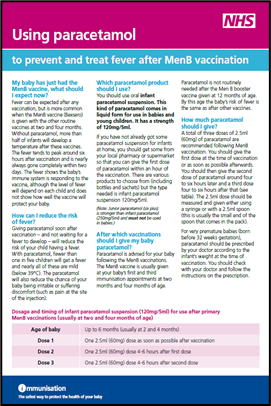 NHS
Using paracetamol
to prevent and treat fever after MenB vaccination
My baby has just had the
MenB vaccine, what should
I expect now?
Fever can be expected after any
vaccination, but is more common
when the MenB vaccine (Bexsero)
is given with the other routine
vaccines at two and four months.
Without paracetamol, more than
half of infants will develop a
temperature after these vaccines.
The fever tends to peak around six
hours after vaccination and is nearly
always gone completely within two
days. The fever shows the baby's
immune system is responding to the
vaccine, although the level of fever
will depend on each child and does
not show how well the vaccine will
protect your baby.
How can I reduce the risk
of fever?
Giving paracetamol soon after
vaccination – and not waiting for a
fever to develop – will reduce the
risk of your child having a fever.
With paracetamol, fewer than
one in five children will get a fever
and nearly all of these are mild
(below 39°C). The paracetamol
will also reduce the chance of your
baby being irritable or suffering
discomfort (such as pain at the site
of the injection).
Which paracetamol product
should I use?
You should use oral infant
paracetamol suspension. This
kind of paracetamol comes in
liquid form for use in babies and
young children. It has a strength
of 120mg/5ml.
If you have not already got some
paracetamol suspension for infants
at home, you should get some from
your local pharmacy or supermarket
so that you can give the first dose
of paracetamol within an hour of
the vaccination. There are various
products to choose from (including
bottles and sachets) but the type
needed is infant paracetamol
suspension 120mg/5ml.
(Note: Junior paracetamol (six plus)
is stronger than infant paracetamol
(250mg/5ml) and must not be used
in babies.)
After which vaccinations
should I give my baby
paracetamol?
Paracetamol is advised for your baby
following the MenB vaccinations.
The MenB vaccine is usually given
at your baby's first and third
immunisation appointments at two
months and four months of age.
Paracetamol is not routinely
needed after the Men B booster
vaccine given at 12 months of age.
By this age the baby's risk of fever is
the same as after other vaccines.
How much paracetamol
should I give?
A total of three doses of 2.5ml
(60mg) of paracetamol are
recommended following MenB
vaccination. You should give the
first dose at the time of vaccination
or as soon as possible afterwards.
You should then give the second
dose of paracetamol around four
to six hours later and a third dose
four to six hours after that (see
table). The 2.5ml dose should be
measured and given either using
a syringe or with a 2.5ml spoon
(this is usually the small end of the
spoon that comes in the pack).
For very premature babies (born
before 32 weeks gestation),
paracetamol should be prescribed
by your doctor according to the
infant's weight at the time of
vaccination. You should check
with your doctor and follow the
instructions on the prescription.
Dosage and timing of infant paracetamol suspension (120mg/5ml) for use after primary
MenB vaccinations (usually at two and four months of age)
Age of baby Up to 6 months (usually at 2 and 4 months)
Dose 1 One 2.5ml (60mg) dose as soon as possible after vaccination
Dose 2 One 2.5ml (60mg) dose 4-6 hours after first dose
Dose 3 One 2.5ml (60mg) dose 4-6 hours after second dose
immunisation
The safest way to protect the health of your baby